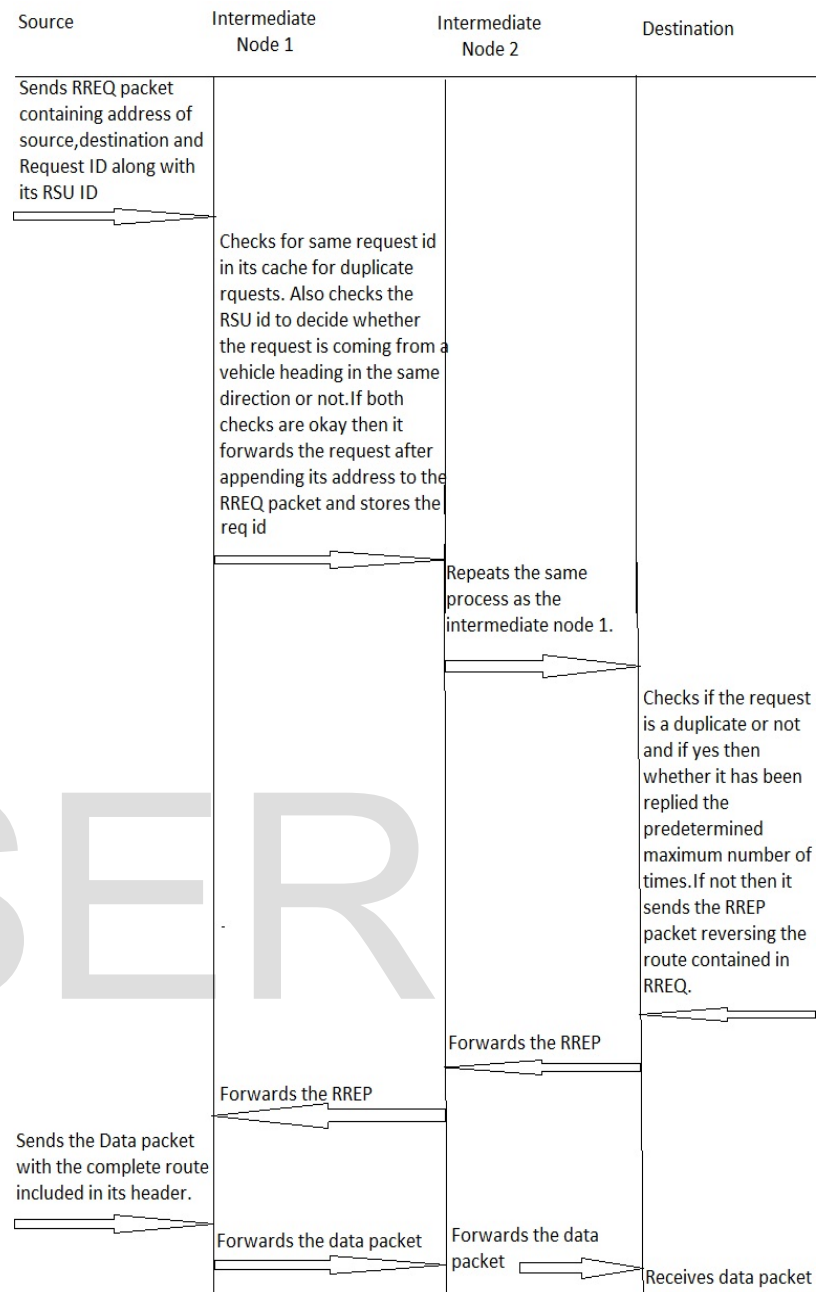 Source
Intermediate
Node 1
Intermediate
Node 2
Destination
Sends RREQ packet
containing address of
source,destination and
Request ID along with
its RSU ID
Checks for same request id
in its cache for duplicate
rquests. Also checks the
RSU id to decide whether
the request is coming from a
vehicle heading in the same
direction or not.If both
checks are okay then it
forwards the request after
appending its address to the
RREQ packet and stores the
req id
Repeats the same
process as the
intermediate node 1.
Checks if the request
is a duplicate or not
and if yes then
whether it has been
replied the
predetermined
maximum number of
times.If not then it
sends the RREP
packet reversing the
route contained in
RREQ.
Forwards the RREP
Forwards the RREP
Sends the Data packet
with the complete route
included in its header.
Forwards the data packet
Forwards the data
packet
Receives data packet
SER